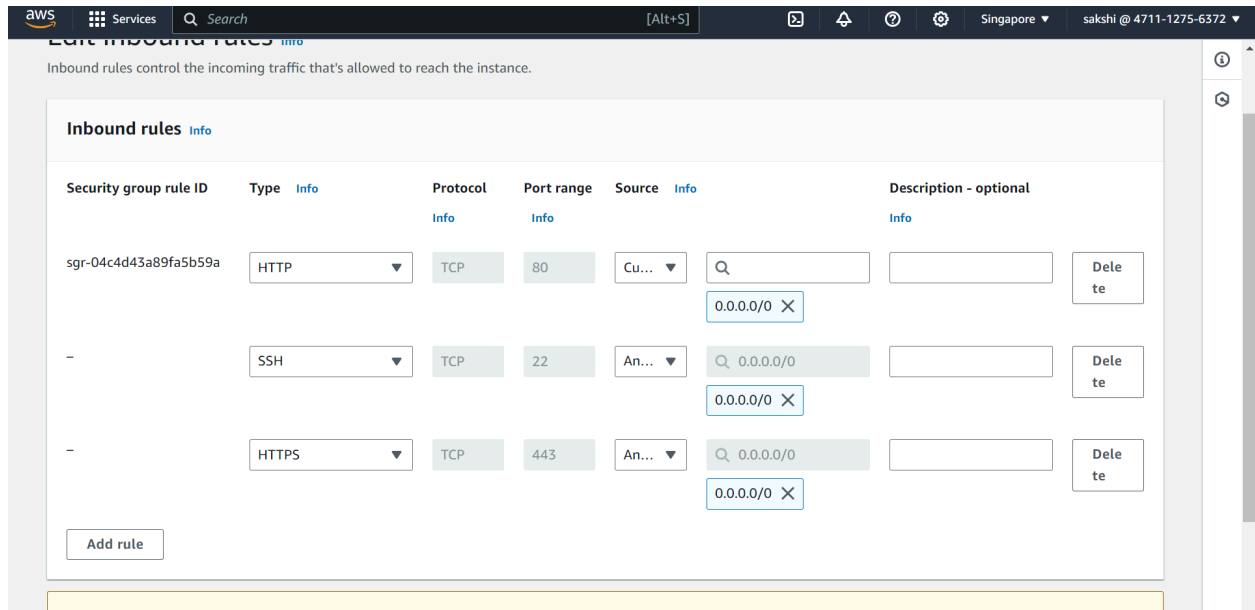 aws Services Search [Alt+S] Singapore ▼ sakshi @ 4711-1275-6372 ▼
Edit inbound rules Info
Inbound rules control the incoming traffic that's allowed to reach the instance.
Inbound rules Info
Security group rule ID Type Info Protocol Port range Source Info Description - optional
Info Info Info
sgr-04c4d43a89fa5b59a HTTP TCP 80 Cu... Dele
te
0.0.0.0/0
– SSH TCP 22 An... 0.0.0.0/0 Dele
te
0.0.0.0/0
– HTTPS TCP 443 An... 0.0.0.0/0 Dele
te
0.0.0.0/0
Add rule